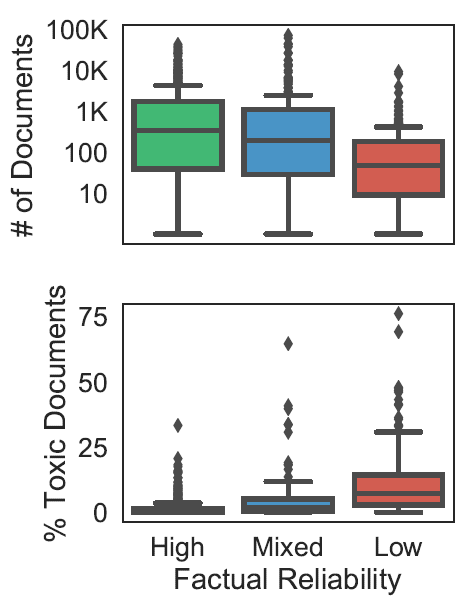 # of Documents
100K
10K
1K
100
10
% Toxic Documents
75
50
25
0
High Mixed Low
Factual Reliability